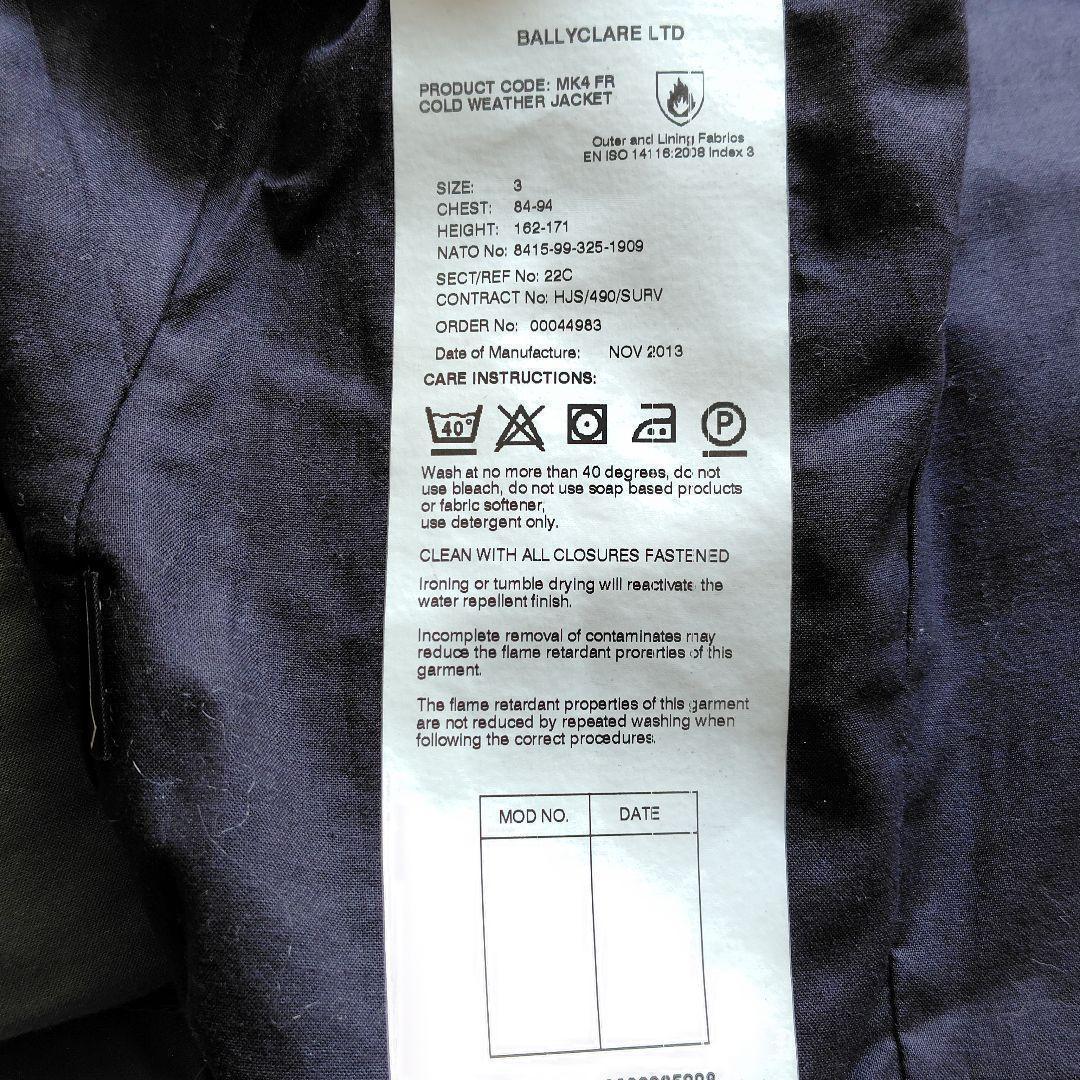 BALLYCLARE LTD
PRODUCT CODE: MK4 FR
COLD WEATHER JACKET
Outer and Lining Fabrics
EN ISO 14116:2008 Index 3
SIZE: 3
CHEST: 84-94
HEIGHT: 162-171
NATO No: 8415-99-325-1909
SECT/REF No: 22C
CONTRACT No: HJS/490/SURV
ORDER No: 00044983
Date of Manufacture: NOV 2013
CARE INSTRUCTIONS:
40° P
Wash at no more than 40 degrees, do not
use bleach, do not use soap based products
or fabric softener,
use detergent only.
CLEAN WITH ALL CLOSURES FASTENED
Ironing or tumble drying will reactivate the
water repellent finish.
Incomplete removal of contaminates may
reduce the flame retardant prorerties of this
garment.
The flame retardant properties of this garment
are not reduced by repeated washing when
following the correct procedures.
MOD NO. DATE